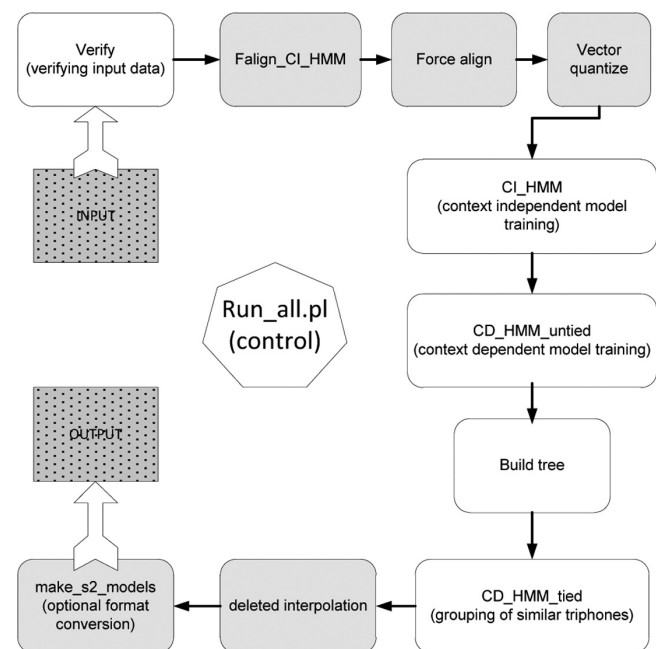 Verify
(verifying input data)
Falign_CI_HMM
Force align
Vector
quantize
INPUT
CI_HMM
(context independent model
training)
Run_all.pl
(control)
CD_HMM_untied
(context dependent model training)
OUTPUT
Build tree
make_s2_models
(optional format
conversion)
deleted interpolation
CD_HMM_tied
(grouping of similar triphones)